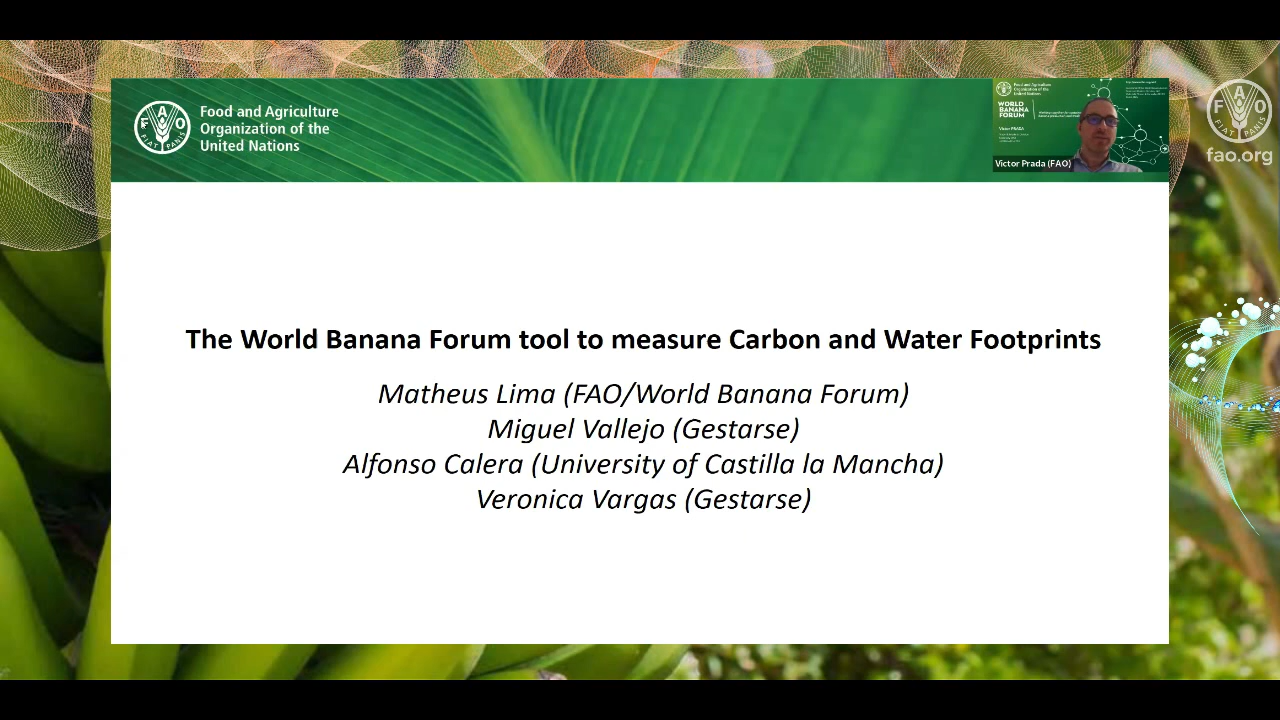 Food and Agriculture
Organization of the
United Nations
WORLD
BANANA
FORUM
Victor PRADA
Victor Prada (FAO)
FAO
FIAT PANIS
fao.org
The World Banana Forum tool to measure Carbon and Water Footprints
Matheus Lima (FAO/World Banana Forum)
Miguel Vallejo (Gestarse)
Alfonso Calera (University of Castilla la Mancha)
Veronica Vargas (Gestarse)